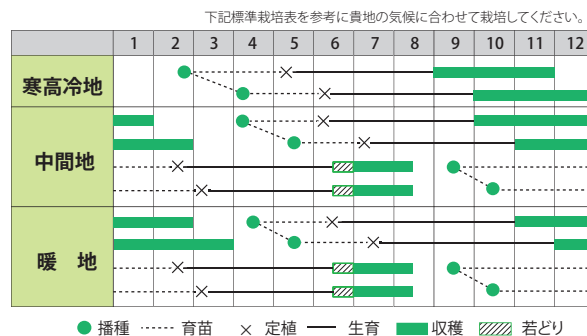 下記標準栽培表を参考に貴地の気候に合わせて栽培してください。
1 2 3 4 5 6 7 8 9 10 11 12
寒高冷地
中間地
暖　地
播種 育苗 定植 生育 収穫 若どり